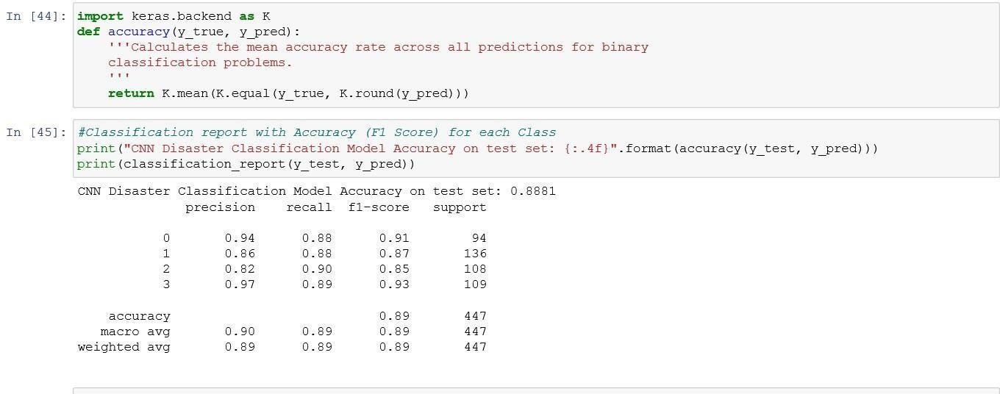 In [44]: import keras.backend as K
def accuracy(y_true, y_pred):
'''Calculates the mean accuracy rate across all predictions for binary
classification problems.
'''
return K.mean(K.equal(y_true, K.round(y_pred)))
In [45]: #Classification report with Accuracy (F1 Score) for each Class
print("CNN Disaster Classification Model Accuracy on test set: {:.4f}".format(accuracy(y_test, y_pred)))
print(classification_report(y_test, y_pred))
CNN Disaster Classification Model Accuracy on test set: 0.8881
precision recall f1-score support
0 0.94 0.88 0.91 94
1 0.86 0.88 0.87 136
2 0.82 0.90 0.85 108
3 0.97 0.89 0.93 109
accuracy 0.89 447
macro avg 0.90 0.89 0.89 447
weighted avg 0.89 0.89 0.89 447